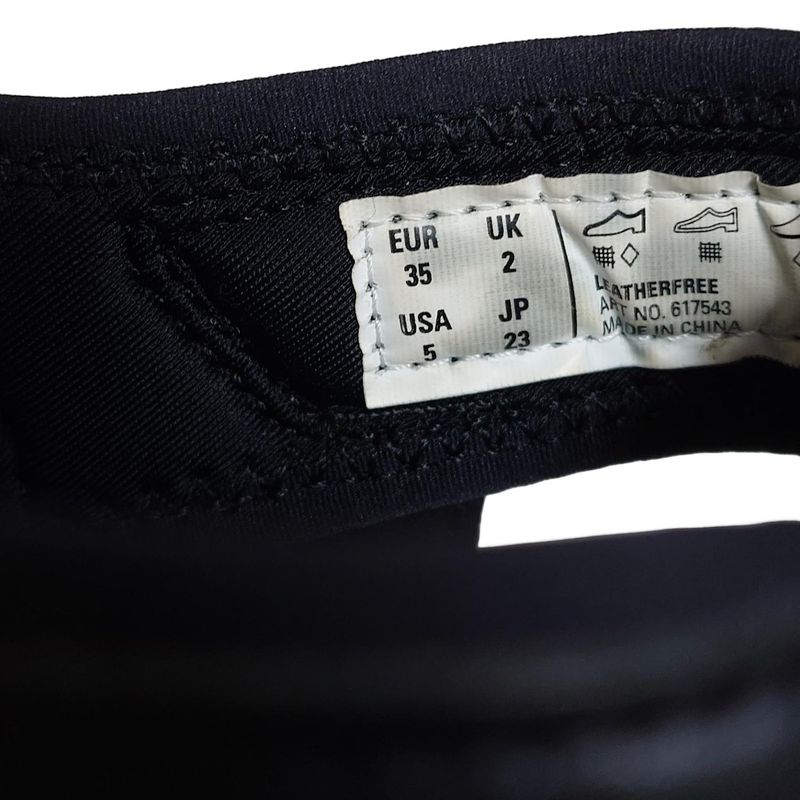 EUR UK
35 2
USA JP
5 23
LEATHERFREE
ART NO. 617543
MADE IN CHINA